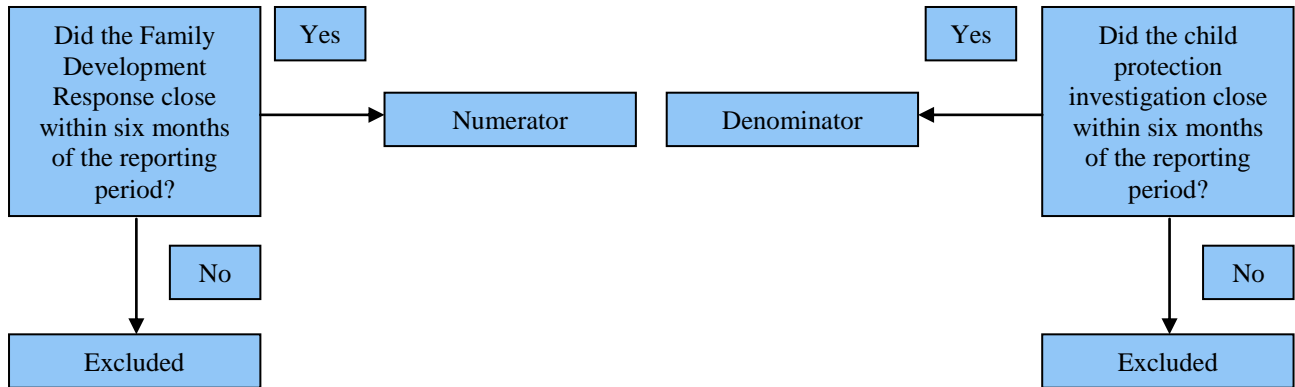 Did the Family
Development
Response close
within six months
of the reporting
period?
Yes
Numerator
No
Excluded
Yes
Did the child
protection
investigation close
within six months
of the reporting
period?
Denominator
No
Excluded